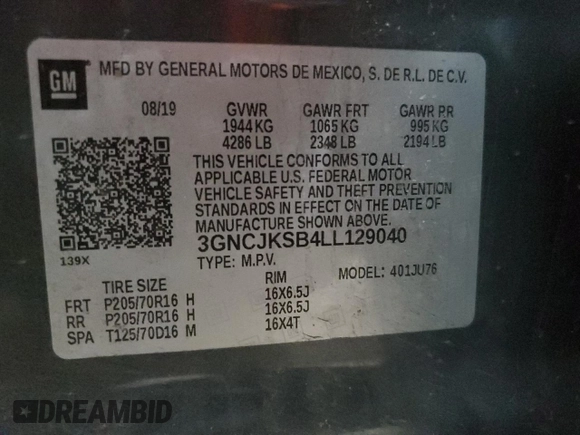 GM
MFD BY GENERAL MOTORS DE MEXICO, S. DE R.L. DE C.V.
08/19 GVWR GAWR FRT GAWR RR
1944 KG 1065 KG 995 KG
4286 LB 2348 LB 2194 LB
THIS VEHICLE CONFORMS TO ALL
APPLICABLE U.S. FEDERAL MOTOR
VEHICLE SAFETY AND THEFT PREVENTION
STANDARDS IN EFFECT ON THE DATE OF
MANUFACTURE SHOWN ABOVE.
3GNCJKSB4LL129040
139X TYPE: M.P.V. MODEL: 401JU76
TIRE SIZE RIM
FRT P205/70R16 H 16X6.5J
RR P205/70R16 H 16X6.5J
SPA T125/70D16 M 16X4T
DREAMBID